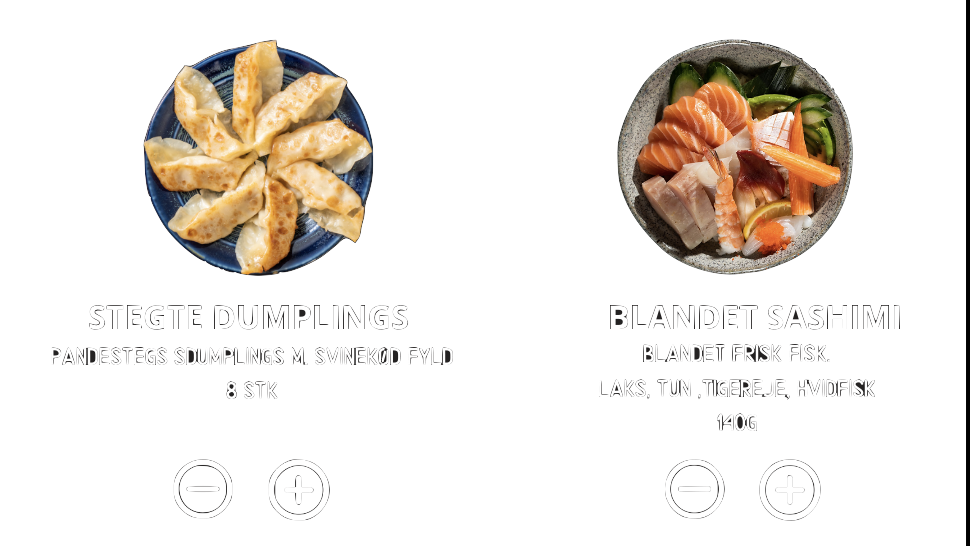 STEGTE DUMPLINGS
PANDESTEGS SDUMPLINGS M. SVINEKØD FYLD
8 STK
BLANDET SASHIMI
BLANDET FRISK FISK.
LAKS, TUN ,TIGEREJE, HVIDFISK
140G